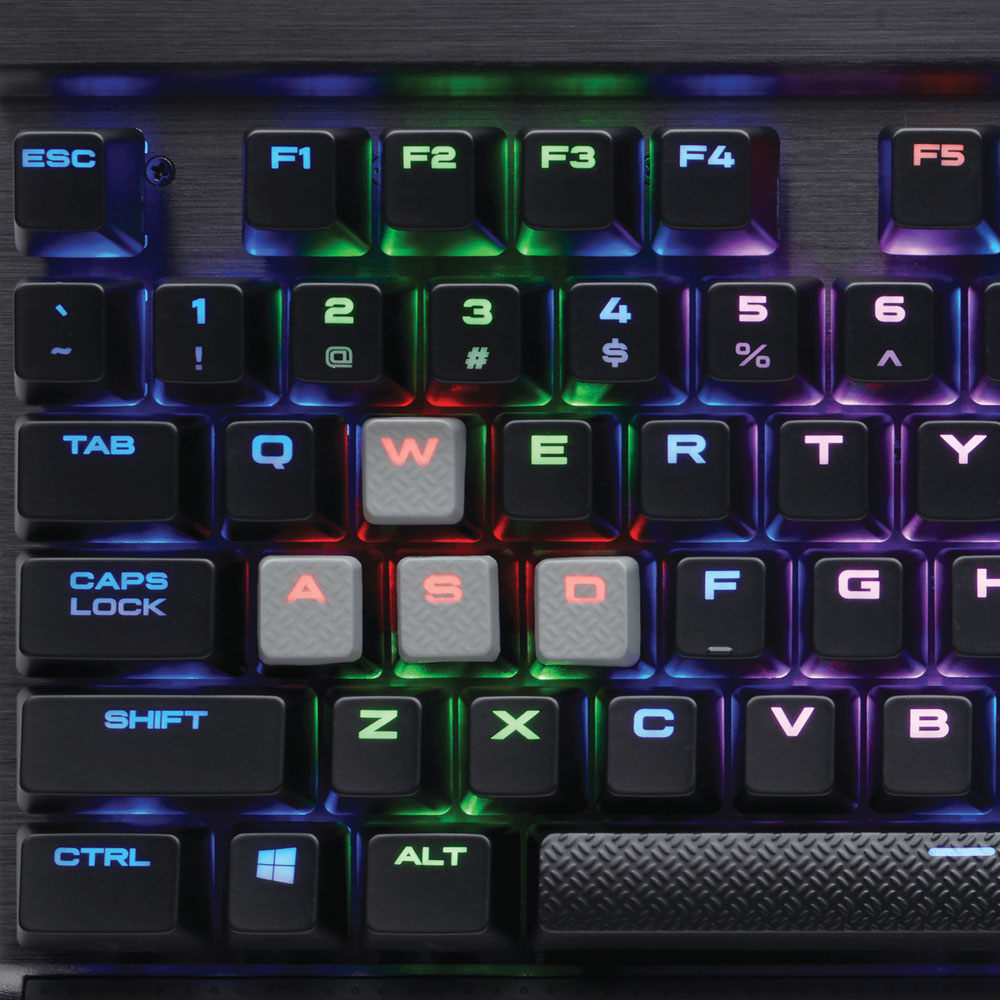 ESC F1 F2 F3 F4 F5
` 1 2 3 4 5 6
~ ! @ # $ % ^
TAB Q W E R T Y
CAPS LOCK A S D F G H
SHIFT Z X C V B
CTRL ALT